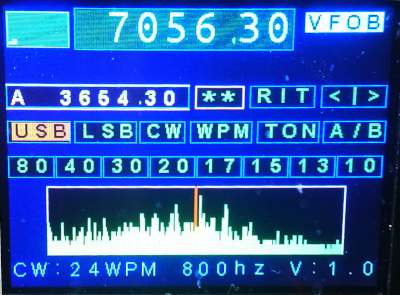 7056.30 VFOB
A 3654.30 ** RIT <|>
USB LSB CW WPM TON A/B
80 40 30 20 17 15 13 10
CW:24WPM 800hz V:1.0